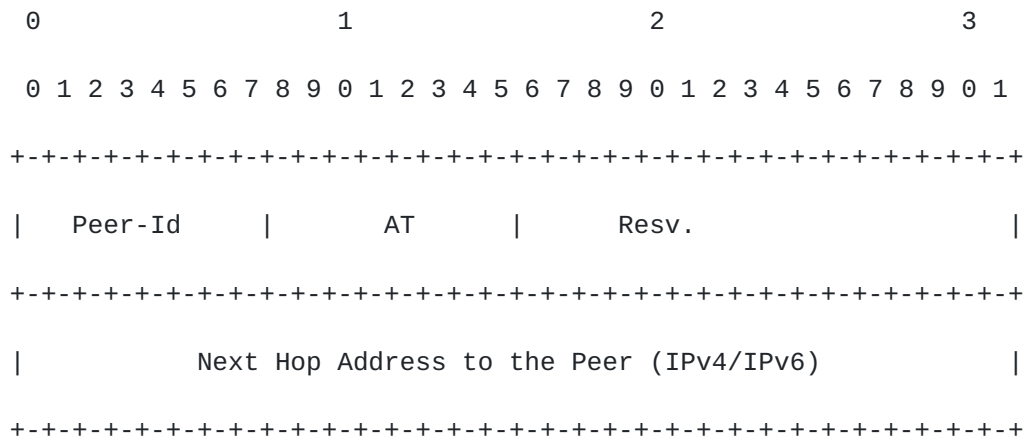 0                   1                   2                   3
 0 1 2 3 4 5 6 7 8 9 0 1 2 3 4 5 6 7 8 9 0 1 2 3 4 5 6 7 8 9 0 1
+-+-+-+-+-+-+-+-+-+-+-+-+-+-+-+-+-+-+-+-+-+-+-+-+-+-+-+-+-+-+-+-+
|   Peer-Id     |       AT      |      Resv.                    |
+-+-+-+-+-+-+-+-+-+-+-+-+-+-+-+-+-+-+-+-+-+-+-+-+-+-+-+-+-+-+-+-+
|           Next Hop Address to the Peer (IPv4/IPv6)            |
+-+-+-+-+-+-+-+-+-+-+-+-+-+-+-+-+-+-+-+-+-+-+-+-+-+-+-+-+-+-+-+-+